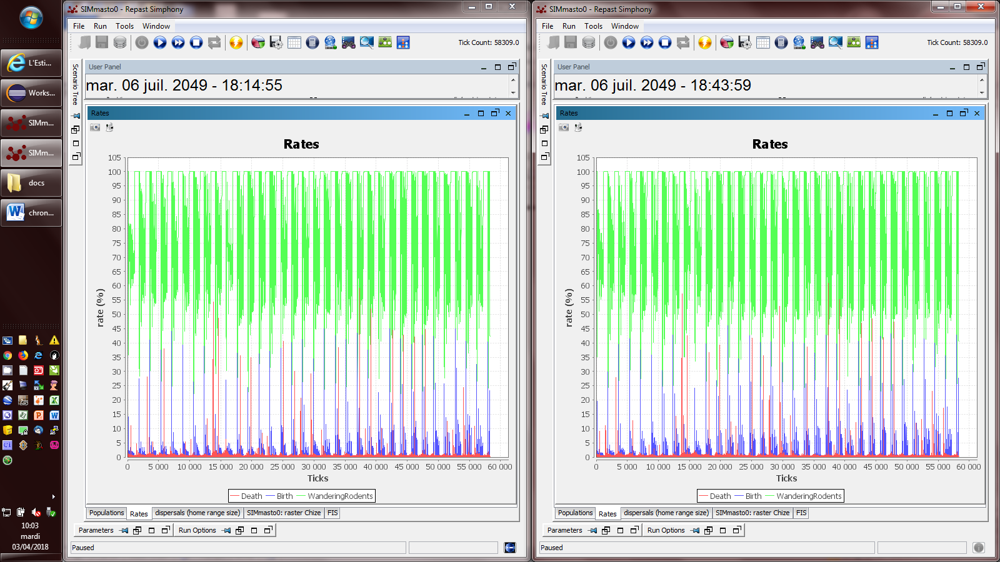 SIMmasto0 - Repast Simphony
File Run Tools Window
Tick Count: 58309.0
Scenario Tree
User Panel
mar. 06 juil. 2049 - 18:14:55
Rates
Rates
105
100
95
90
85
80
75
70
65
60
55
50
45
40
35
30
25
20
15
10
5
0
rate (%)
0 5 000 10 000 15 000 20 000 25 000 30 000 35 000 40 000 45 000 50 000 55 000 60 000
Ticks
Death Birth WanderingRodents
Populations Rates dispersals (home range size) SIMmasto0: raster Chize FIS
Parameters Run Options
Paused
SIMmasto0 - Repast Simphony
File Run Tools Window
Tick Count: 58309.0
Scenario Tree
User Panel
mar. 06 juil. 2049 - 18:43:59
Rates
Rates
105
100
95
90
85
80
75
70
65
60
55
50
45
40
35
30
25
20
15
10
5
0
rate (%)
0 5 000 10 000 15 000 20 000 25 000 30 000 35 000 40 000 45 000 50 000 55 000 60 000
Ticks
Death Birth WanderingRodents
Populations Rates dispersals (home range size) SIMmasto0: raster Chize FIS
Parameters Run Options
Paused
L'Esti...
Works...
SIMm...
SIMm...
docs
chron...
10:03
mardi
03/04/2018